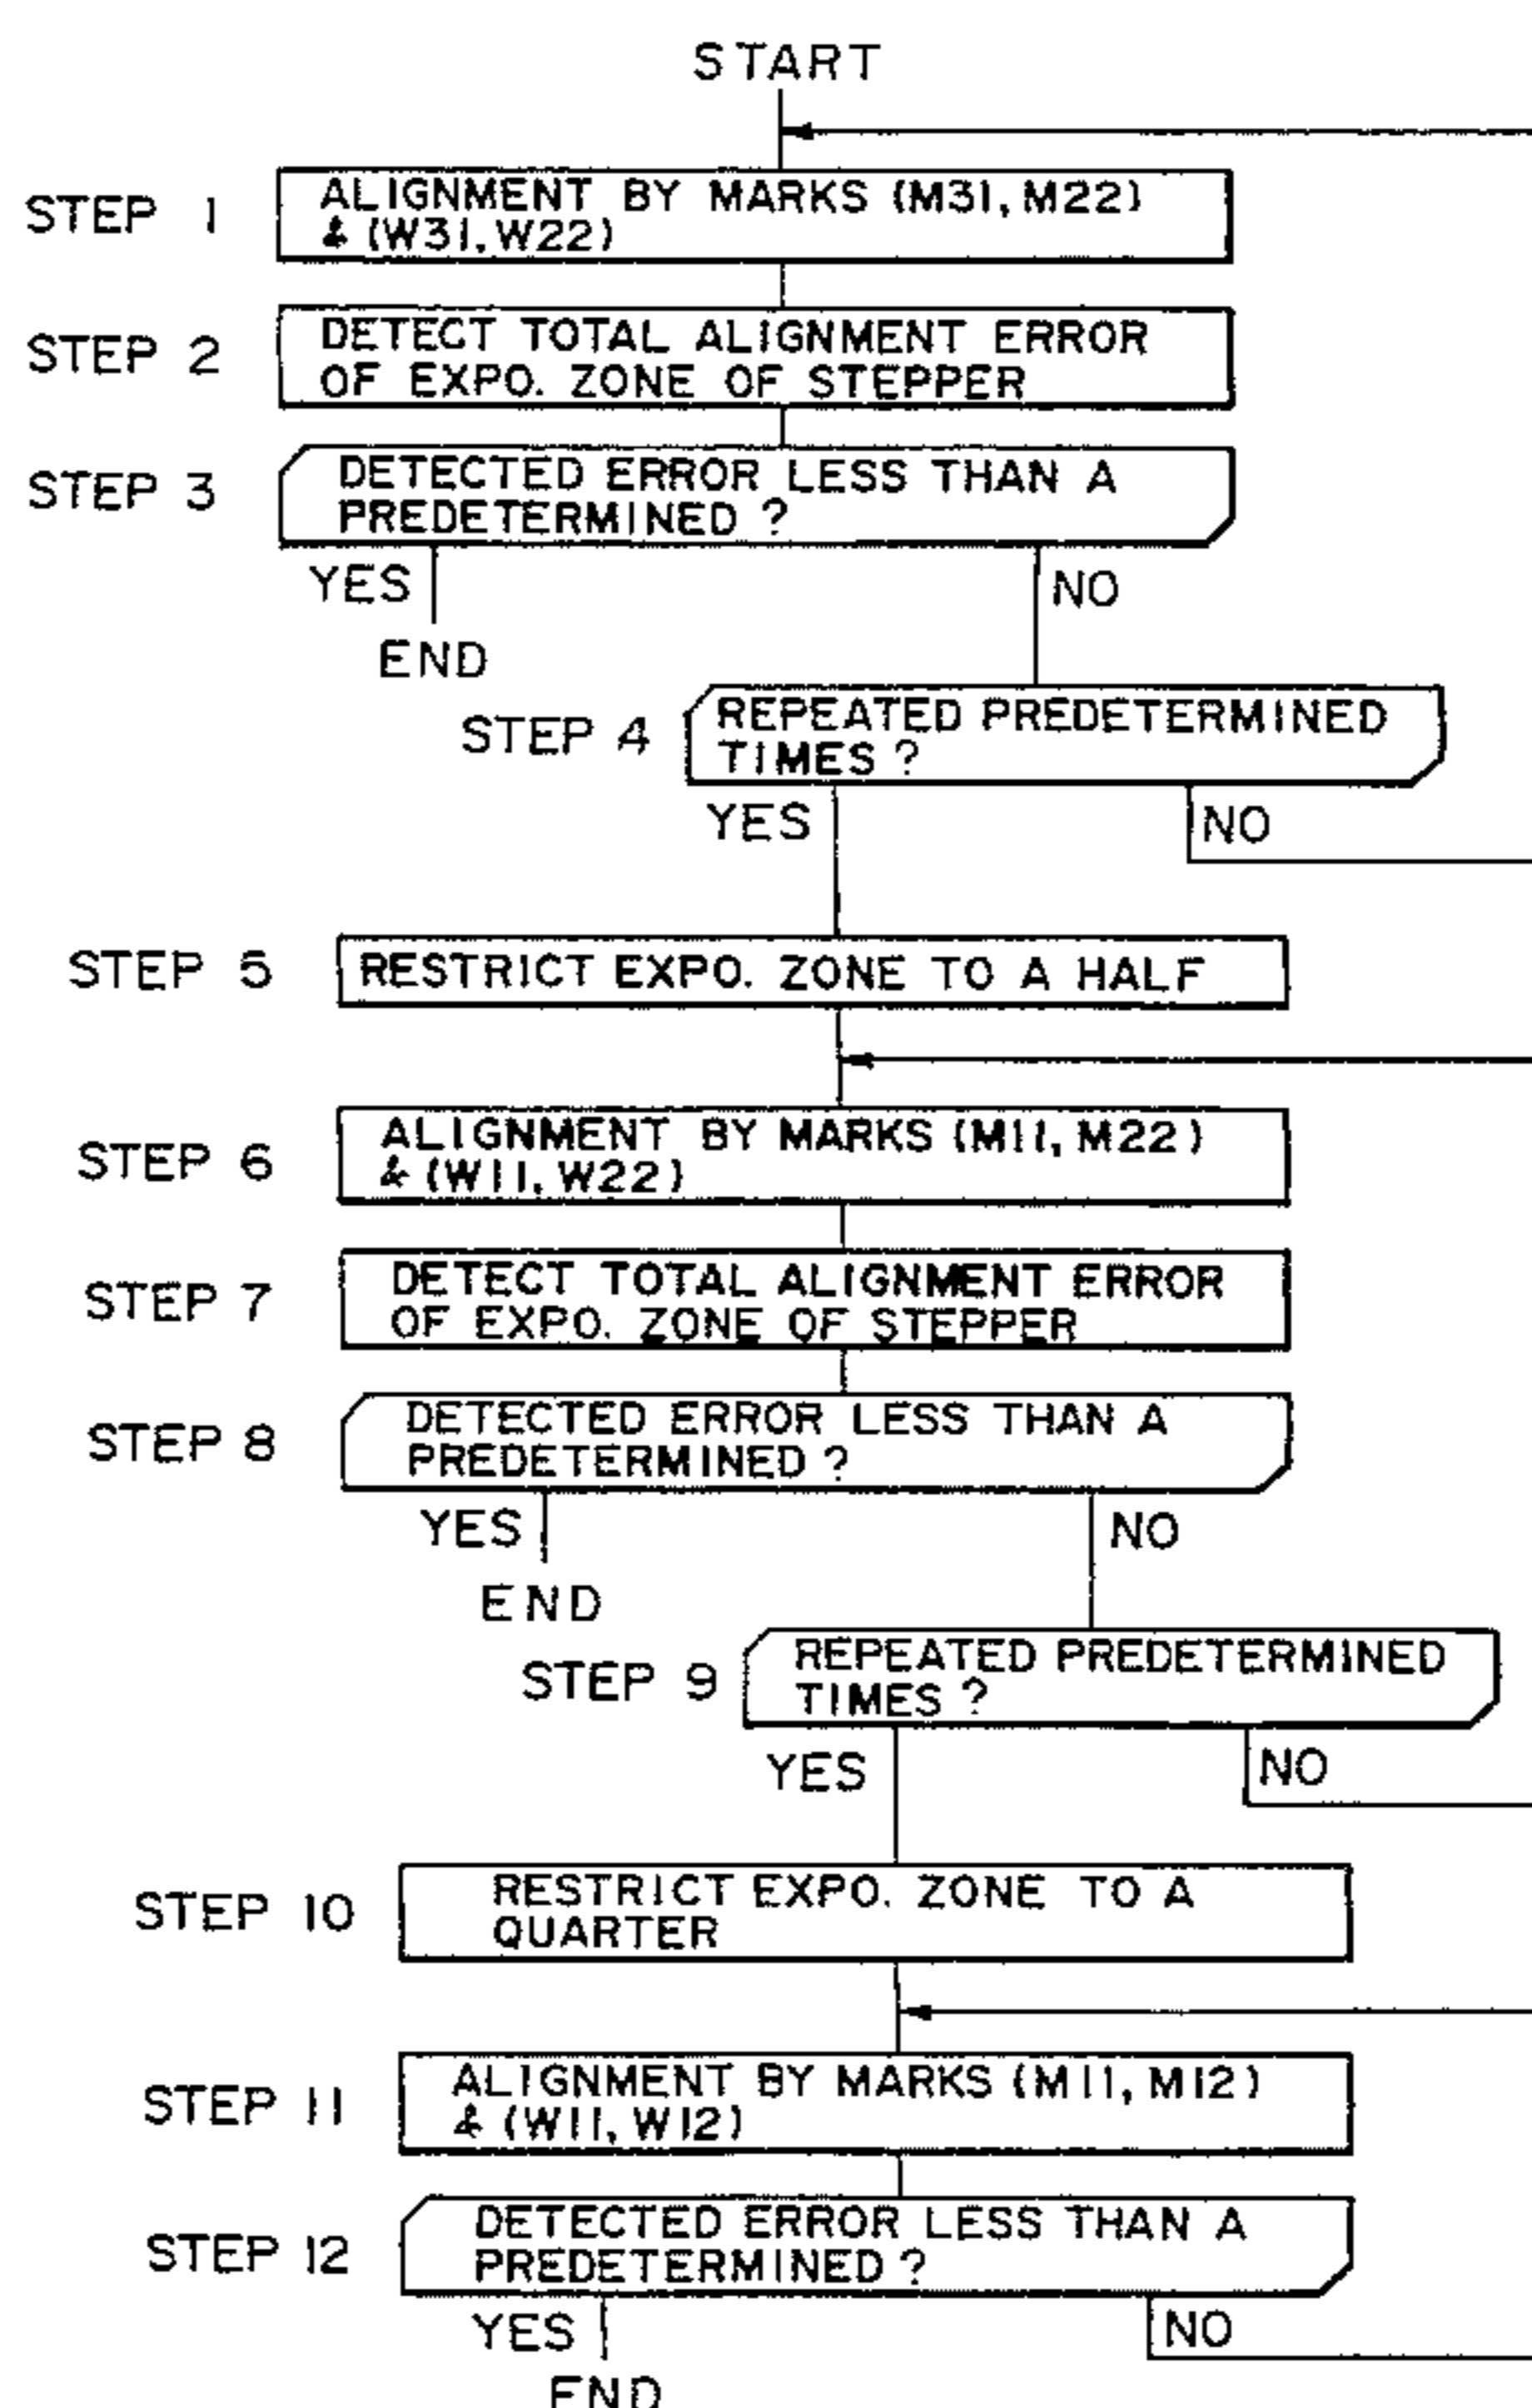 START
STEP 1
ALIGNMENT BY MARKS (M31, M22)
& (W31, W22)
STEP 2
DETECT TOTAL ALIGNMENT ERROR
OF EXPO. ZONE OF STEPPER
STEP 3
DETECTED ERROR LESS THAN A
PREDETERMINED ?
YES
NO
END
STEP 4
REPEATED PREDETERMINED
TIMES ?
YES
NO
STEP 5
RESTRICT EXPO. ZONE TO A HALF
STEP 6
ALIGNMENT BY MARKS (M11, M22)
& (W11, W22)
STEP 7
DETECT TOTAL ALIGNMENT ERROR
OF EXPO. ZONE OF STEPPER
STEP 8
DETECTED ERROR LESS THAN A
PREDETERMINED ?
YES
NO
END
STEP 9
REPEATED PREDETERMINED
TIMES ?
YES
NO
STEP 10
RESTRICT EXPO. ZONE TO A
QUARTER
STEP 11
ALIGNMENT BY MARKS (M11, M12)
& (W11, W12)
STEP 12
DETECTED ERROR LESS THAN A
PREDETERMINED ?
YES
NO
END